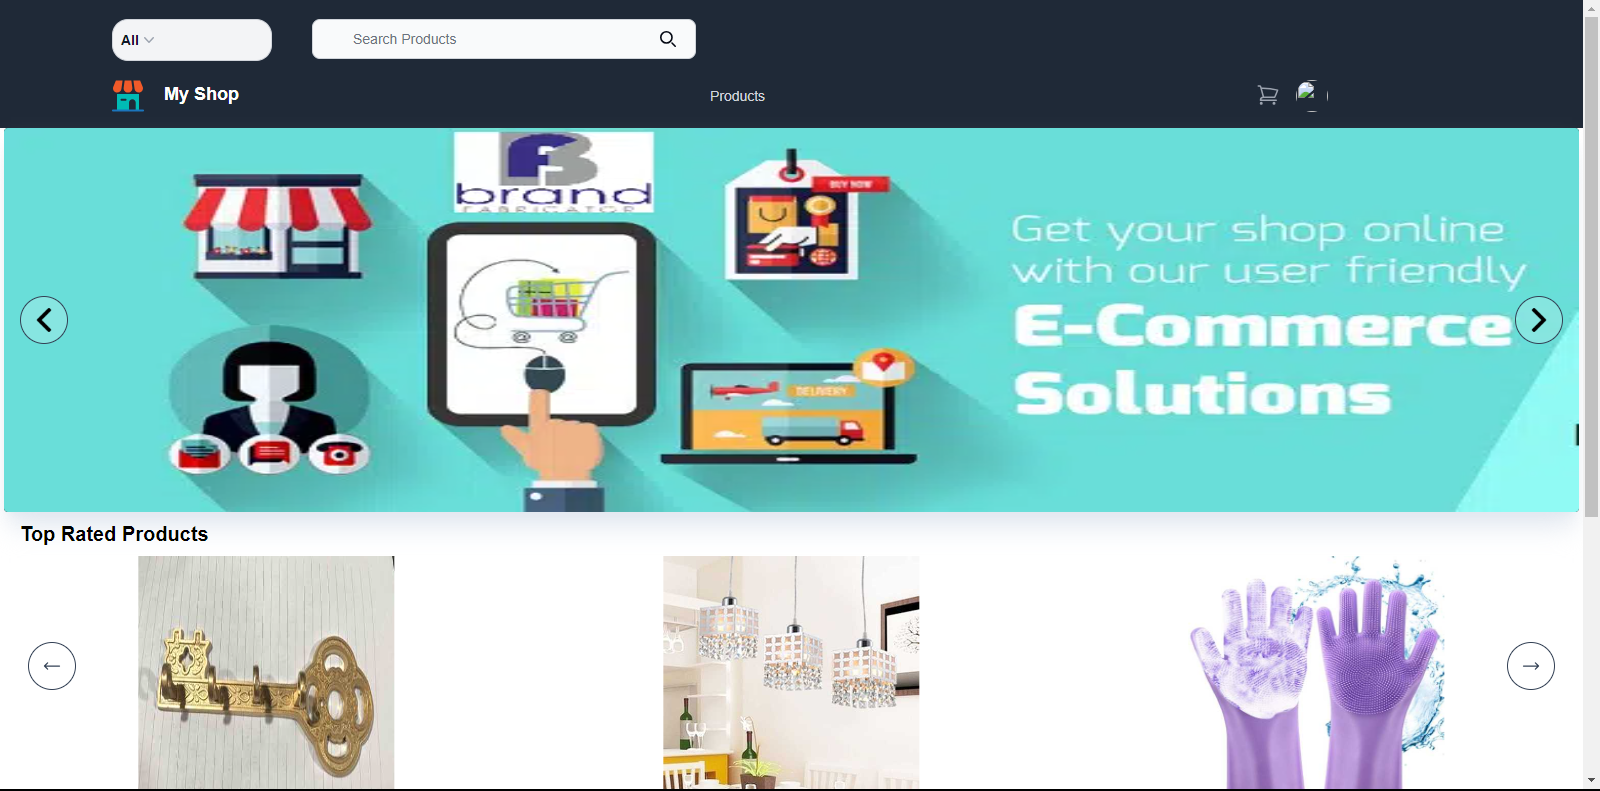 All
Search Products
My Shop
Products
brand
FABRICATOR
BUY NOW
Get your shop online
with our user friendly
E-Commerce
Solutions
DELIVERY
Top Rated Products